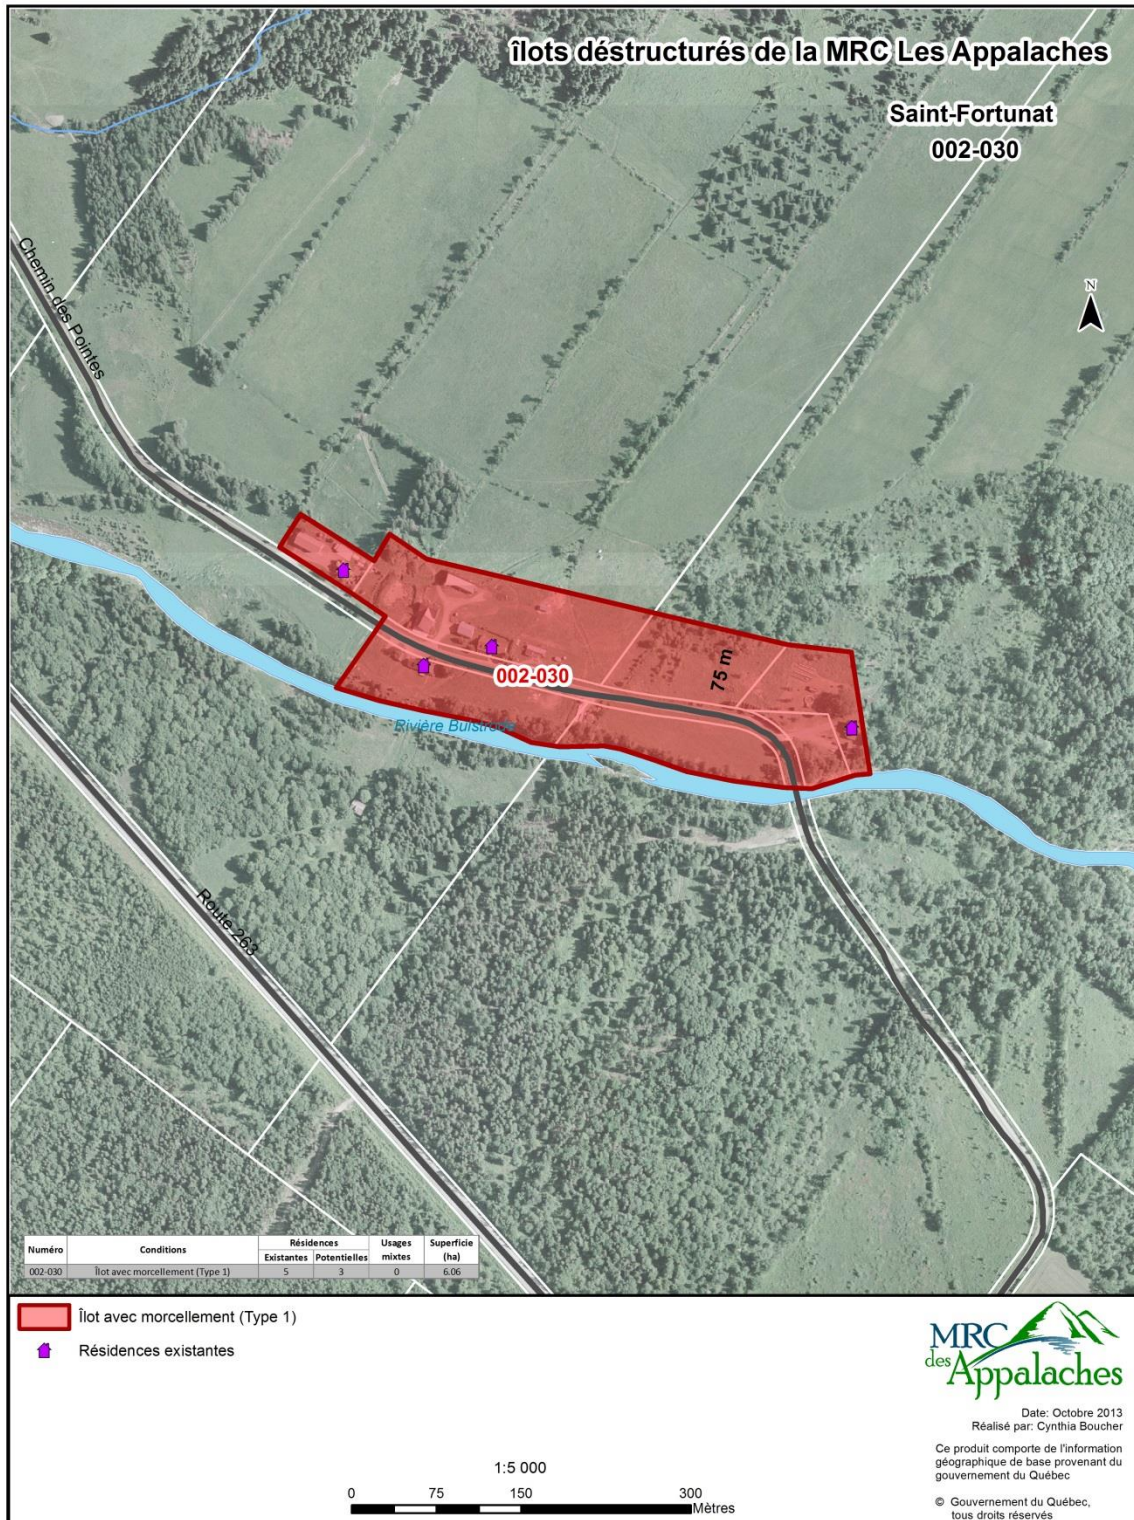 îlots déstructurés de la MRC Les Appalaches
Saint-Fortunat
002-030
N
Chemin des Pointes
75 m
002-030
Rivière Bulstrode
Route 263
Numéro Conditions Résidences Usages mixtes Superficie (ha)
Existantes Potentielles
002-030 Îlot avec morcellement (Type 1) 5 3 0 6.06
Îlot avec morcellement (Type 1)
Résidences existantes
MRC
des Appalaches
Date: Octobre 2013
Réalisé par: Cynthia Boucher
Ce produit comporte de l'information
géographique de base provenant du
gouvernement du Québec
© Gouvernement du Québec,
tous droits réservés
1:5 000
0 75 150 300
Mètres